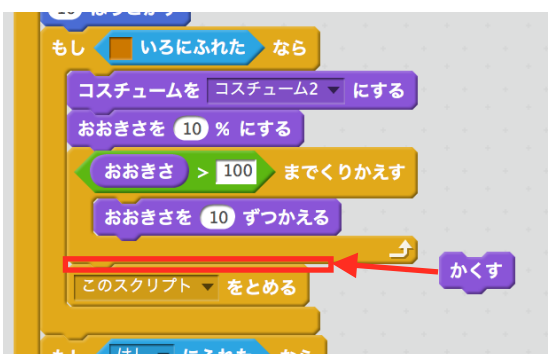 もし いろにふれた なら
コスチュームを コスチューム2 にする
おおきさを 10 % にする
おおきさ > 100 までくりかえす
おおきさを 10 ずつかえる
かくす
このスクリプト をとめる